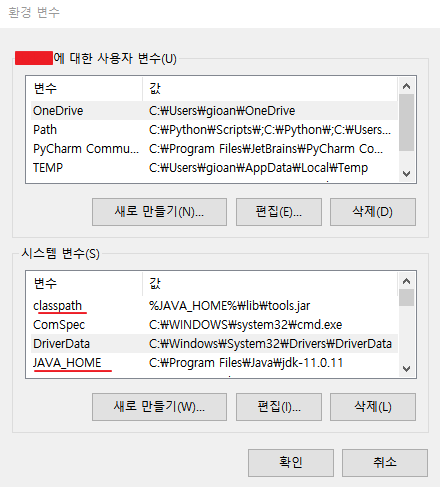 환경 변수
에 대한 사용자 변수(U)
변수 값
OneDrive C:₩Users₩gioan₩OneDrive
Path C:₩Python₩Scripts₩;C:₩Python₩;C:₩Users...
PyCharm Commu... C:₩Program Files₩JetBrains₩PyCharm Co...
TEMP C:₩Users₩gioan₩AppData₩Local₩Temp
새로 만들기(N)... 편집(E)... 삭제(D)
시스템 변수(S)
변수 값
classpath %JAVA_HOME%₩lib₩tools.jar
ComSpec C:₩WINDOWS₩system32₩cmd.exe
DriverData C:₩Windows₩System32₩Drivers₩DriverData
JAVA_HOME C:₩Program Files₩Java₩jdk-11.0.11
새로 만들기(W)... 편집(I)... 삭제(L)
확인 취소